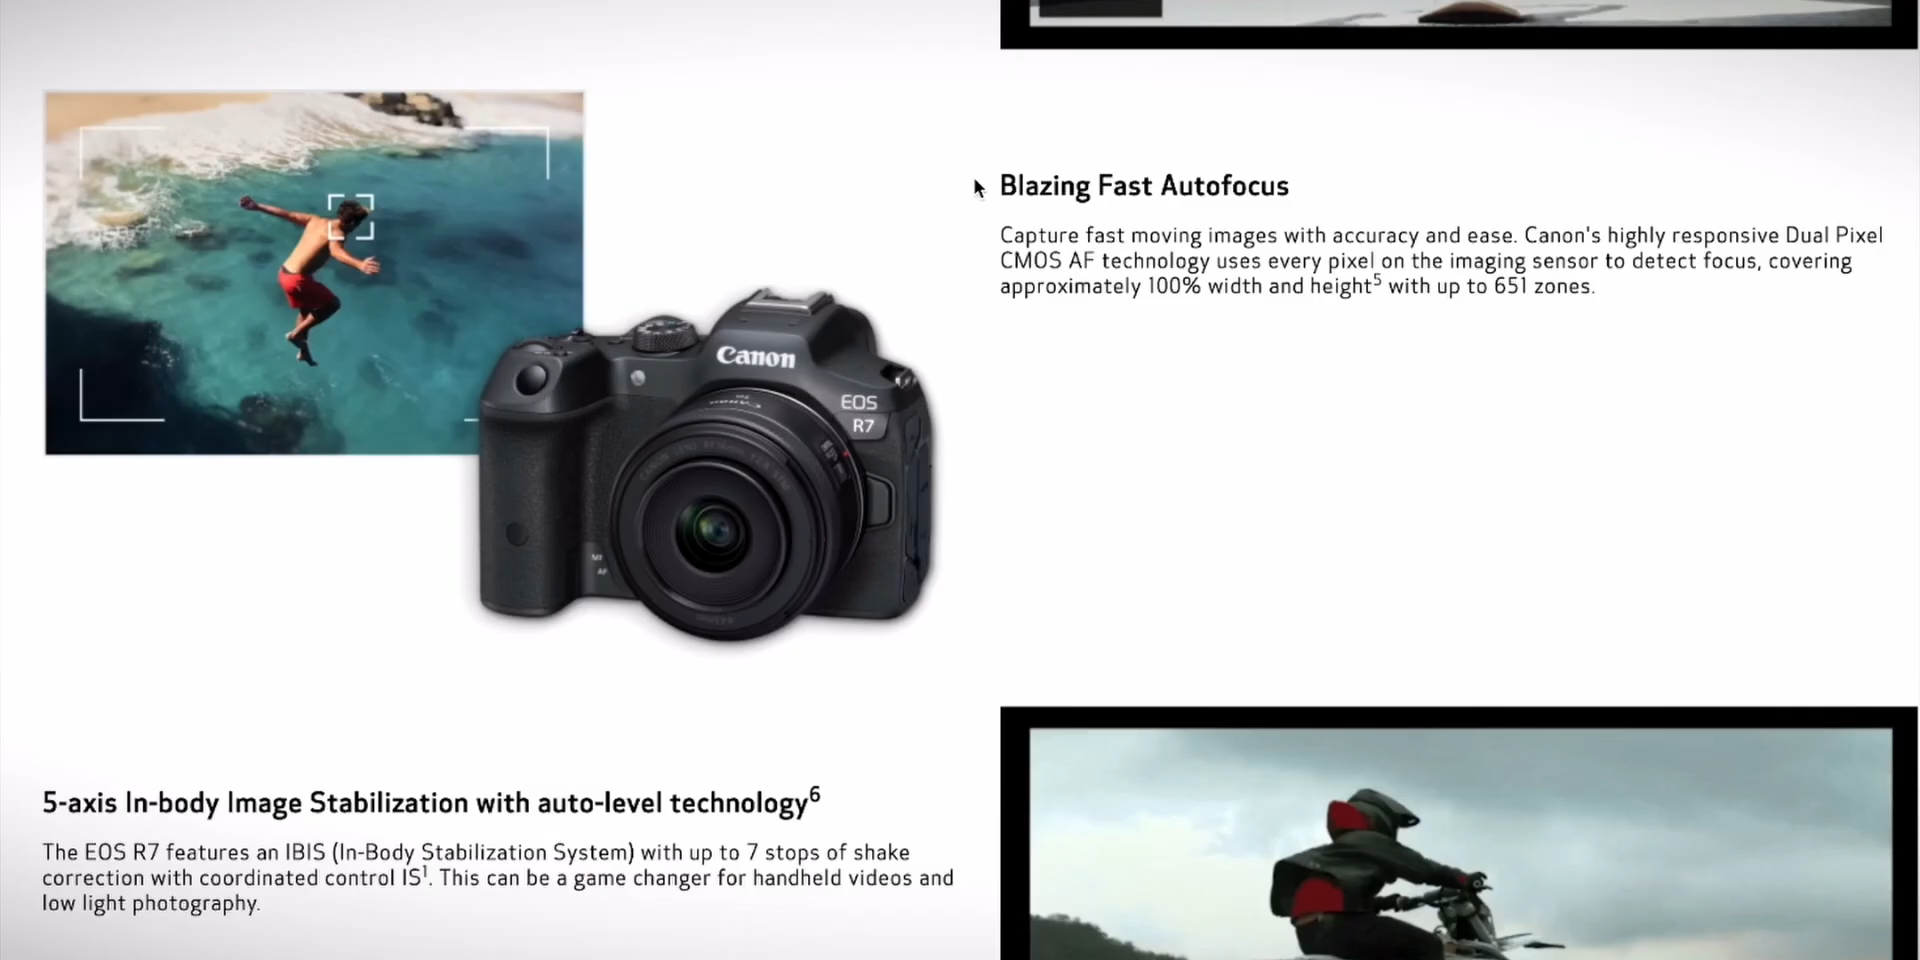 Blazing Fast Autofocus
Capture fast moving images with accuracy and ease. Canon's highly responsive Dual Pixel
CMOS AF technology uses every pixel on the imaging sensor to detect focus, covering
approximately 100% width and height⁵ with up to 651 zones.
Canon
EOS
R7
MF
AF
5-axis In-body Image Stabilization with auto-level technology⁶
The EOS R7 features an IBIS (In-Body Stabilization System) with up to 7 stops of shake
correction with coordinated control IS¹. This can be a game changer for handheld videos and
low light photography.